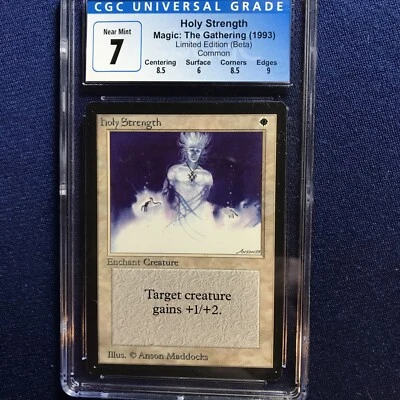 CGC UNIVERSAL GRADE
Near Mint
7
Holy Strength
Magic: The Gathering (1993)
Limited Edition (Beta)
Common
Centering Surface Corners Edges
8.5 6 8.5 9
Holy Strength
Enchant Creature
Target creature
gains +1/+2.
Illus. © Anson Maddocks